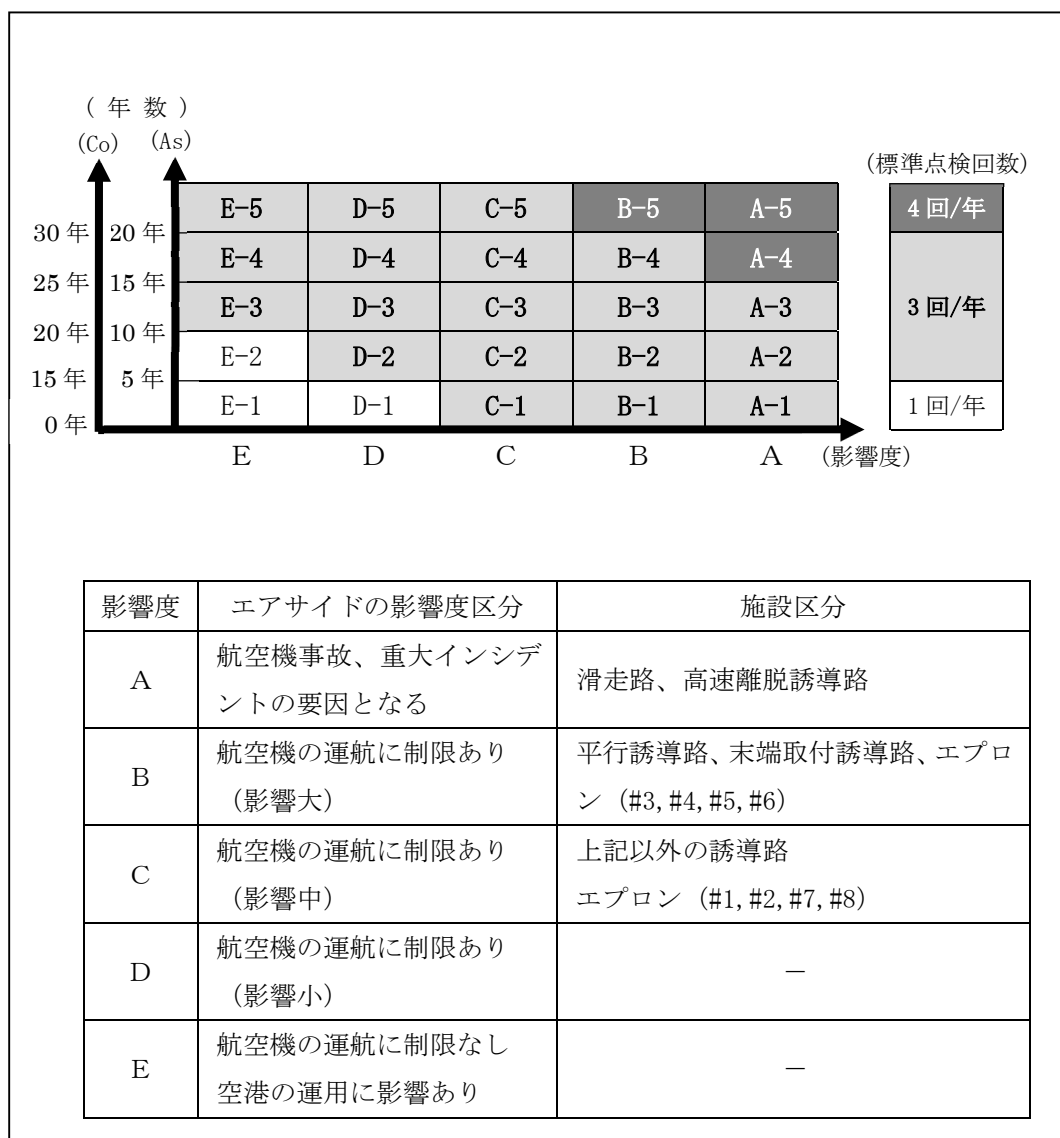 (年数)
(Co) (As)
(標準点検回数)
E-5 D-5 C-5 B-5 A-5 4回/年
30年 20年
E-4 D-4 C-4 B-4 A-4
25年 15年
E-3 D-3 C-3 B-3 A-3 3回/年
20年 10年
E-2 D-2 C-2 B-2 A-2
15年 5年
E-1 D-1 C-1 B-1 A-1 1回/年
0年
E D C B A (影響度)
影響度 エアサイドの影響度区分 施設区分
A
航空機事故、重大インシデ
ントの要因となる
滑走路、高速離脱誘導路
B
航空機の運航に制限あり
(影響大)
平行誘導路、末端取付誘導路、エプロ
ン (#3,#4,#5,#6)
C
航空機の運航に制限あり
(影響中)
上記以外の誘導路
エプロン (#1,#2,#7,#8)
D
航空機の運航に制限あり
(影響小)
－
E
航空機の運航に制限なし
空港の運用に影響あり
－